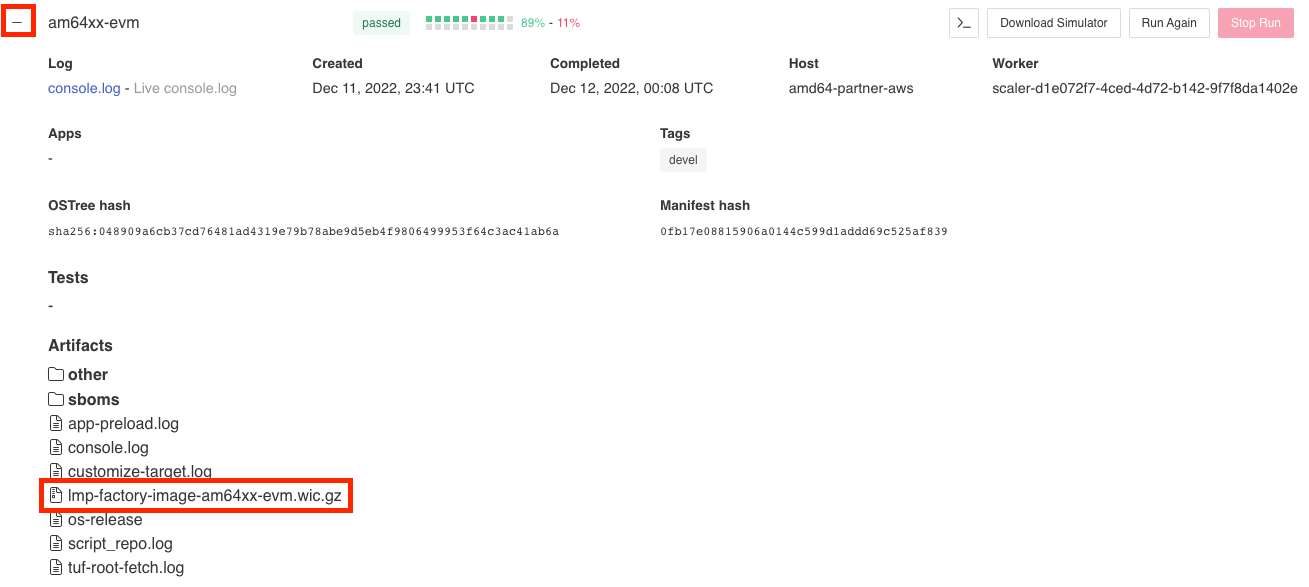 am64xx-evm passed 89% - 11% >_ Download Simulator Run Again Stop Run
Log Created Completed Host Worker
console.log - Live console.log Dec 11, 2022, 23:41 UTC Dec 12, 2022, 00:08 UTC amd64-partner-aws scaler-d1e072f7-4ced-4d72-b142-9f7f8da1402e
Apps Tags
- devel
OSTree hash Manifest hash
sha256:048909a6cb37cd76481ad4319e79b78abe9d5eb4f9806499953f64c3ac41ab6a 0fb17e08815906a0144c599d1addd69c525af839
Tests
-
Artifacts
other
sboms
app-preload.log
console.log
customize-target.log
lmp-factory-image-am64xx-evm.wic.gz
os-release
script_repo.log
tuf-root-fetch.log